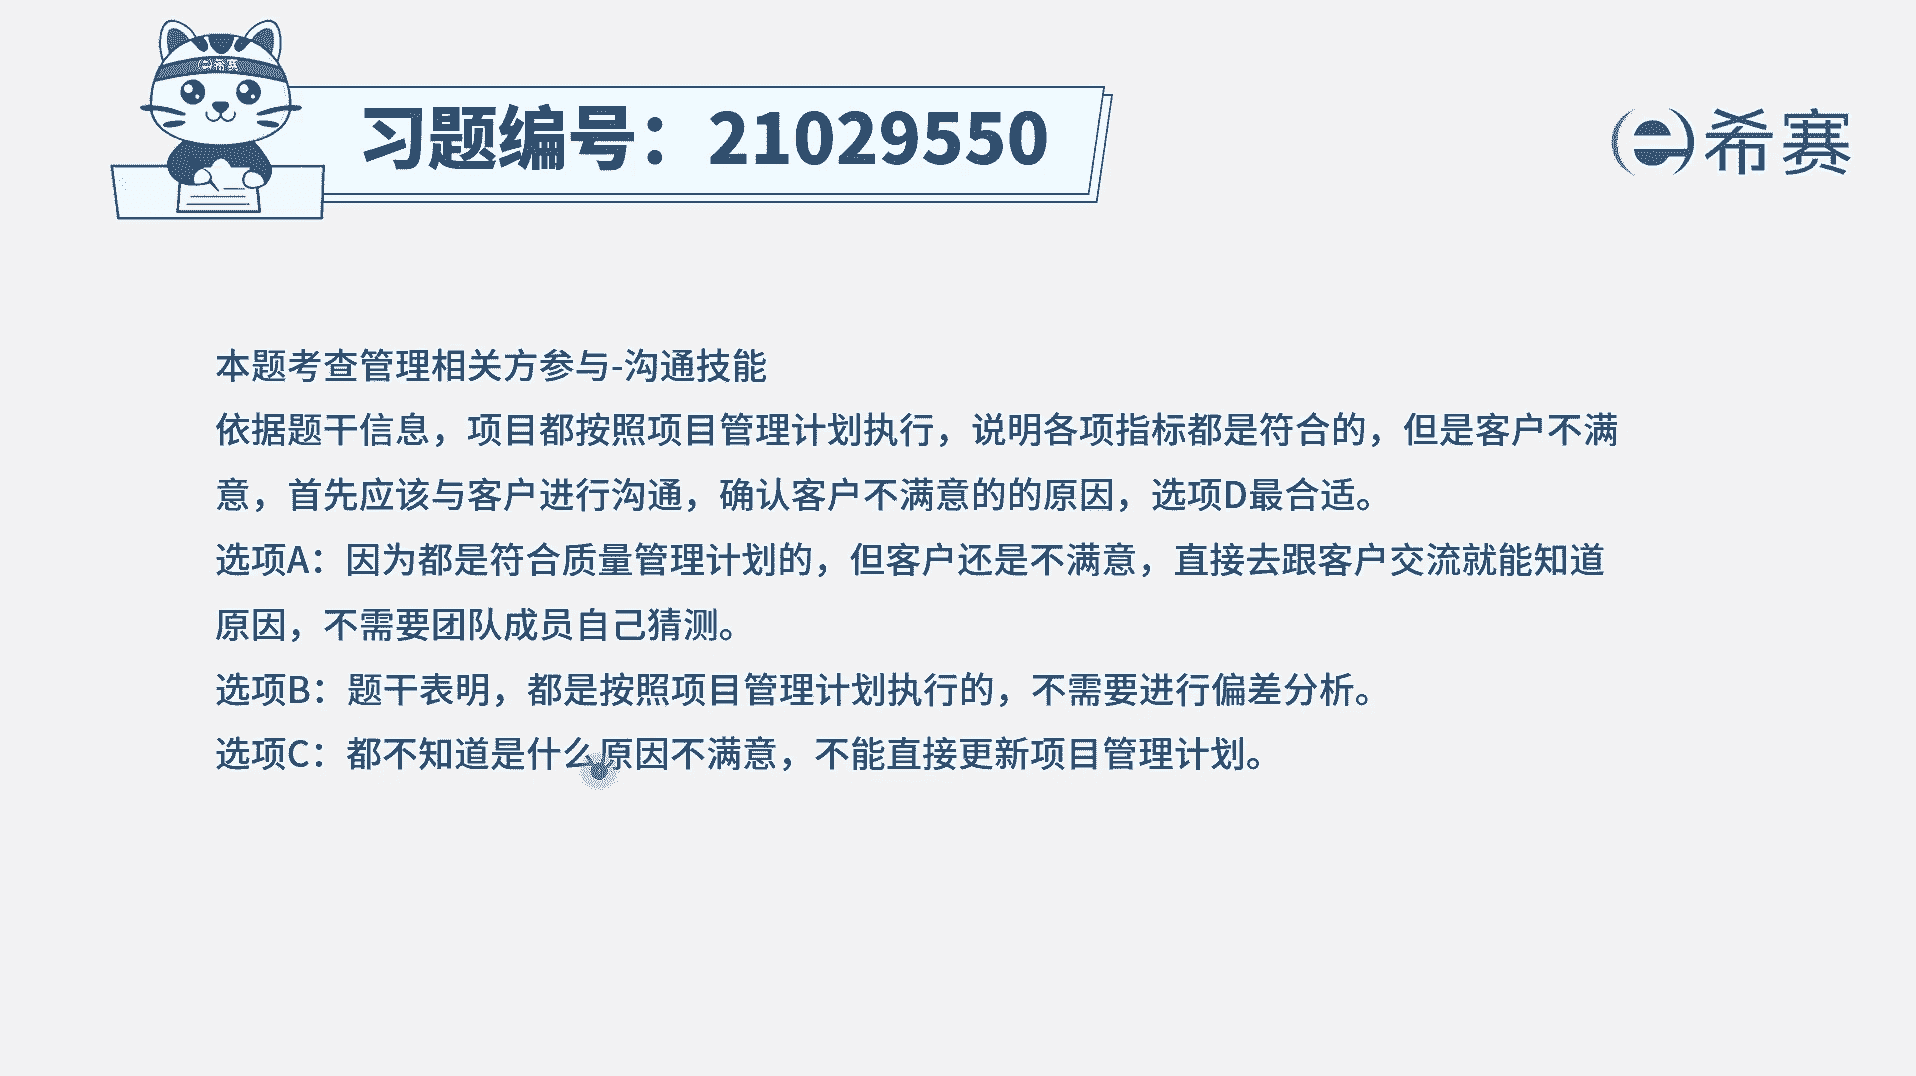 e希赛
习题编号：21029550
e希赛
本题考查管理相关方参与-沟通技能
依据题干信息，项目都按照项目管理计划执行，说明各项指标都是符合的，但是客户不满
意，首先应该与客户进行沟通，确认客户不满意的的原因，选项D最合适。
选项A：因为都是符合质量管理计划的，但客户还是不满意，直接去跟客户交流就能知道
原因，不需要团队成员自己猜测。
选项B：题干表明，都是按照项目管理计划执行的，不需要进行偏差分析。
选项C：都不知道是什么原因不满意，不能直接更新项目管理计划。